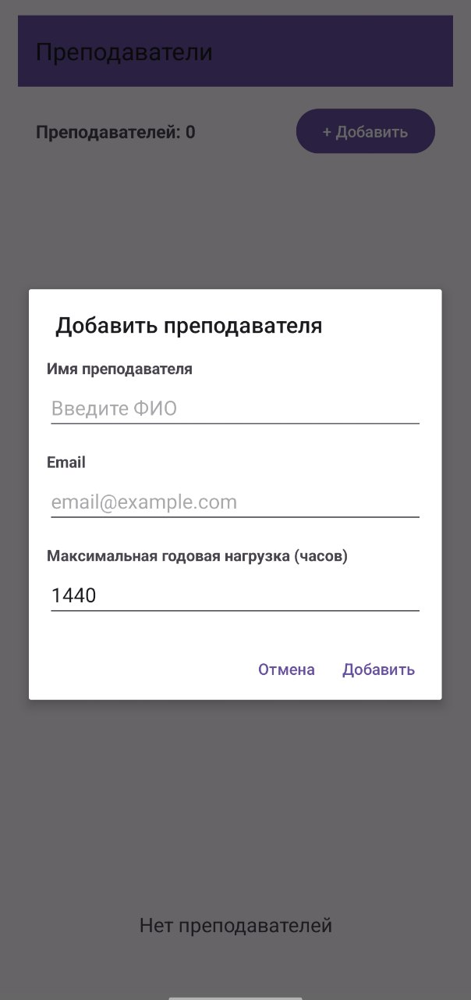 Преподаватели
Преподавателей: 0
+ Добавить
Добавить преподавателя
Имя преподавателя
Введите ФИО
Email
email@example.com
Максимальная годовая нагрузка (часов)
1440
Отмена
Добавить
Нет преподавателей